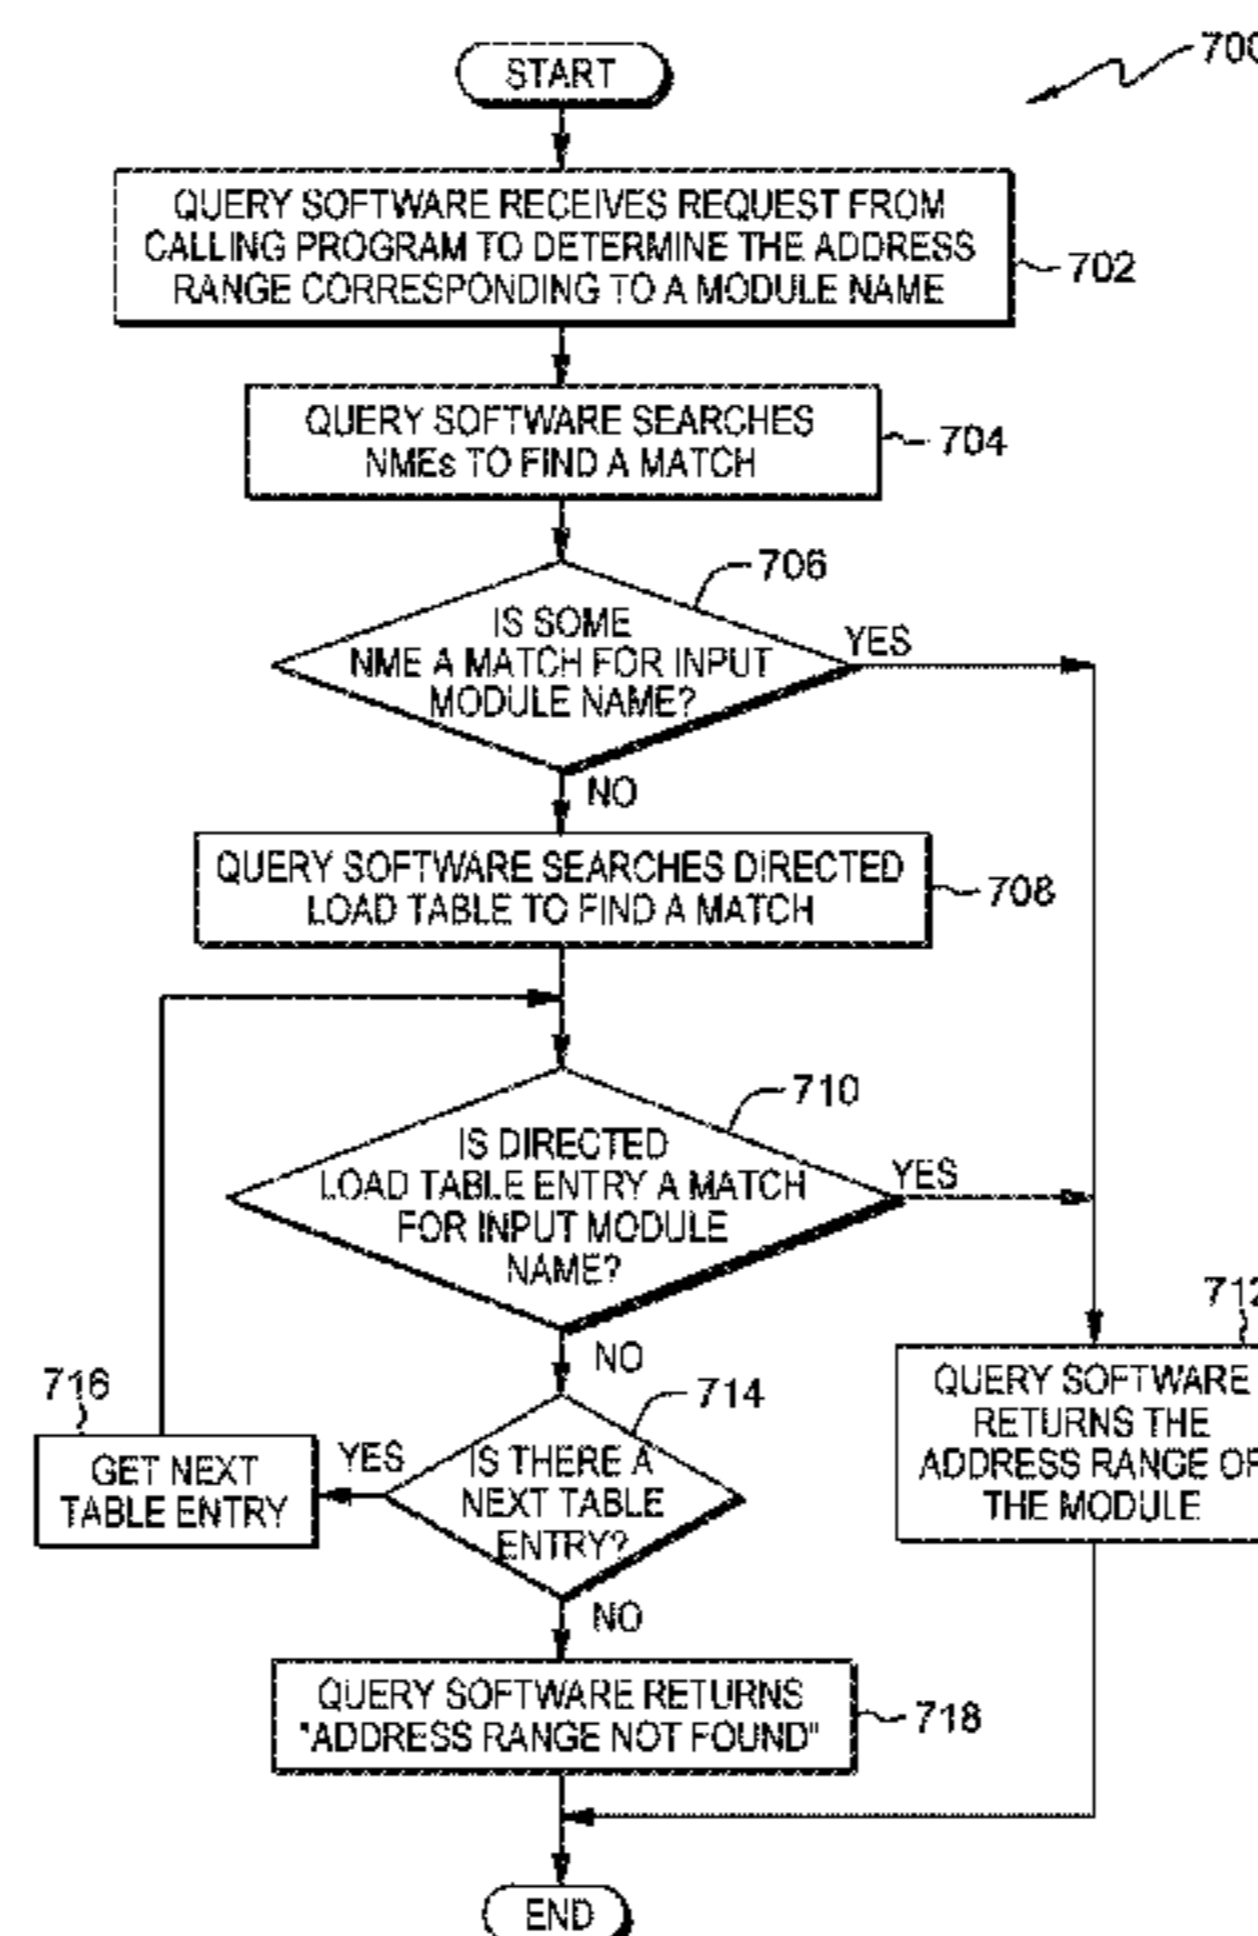 START
700
QUERY SOFTWARE RECEIVES REQUEST FROM
CALLING PROGRAM TO DETERMINE THE ADDRESS
RANGE CORRESPONDING TO A MODULE NAME
702
QUERY SOFTWARE SEARCHES
NMEs TO FIND A MATCH
704
706
IS SOME
NME A MATCH FOR INPUT
MODULE NAME?
YES
NO
QUERY SOFTWARE SEARCHES DIRECTED
LOAD TABLE TO FIND A MATCH
708
710
IS DIRECTED
LOAD TABLE ENTRY A MATCH
FOR INPUT MODULE
NAME?
YES
NO
712
QUERY SOFTWARE
RETURNS THE
ADDRESS RANGE OF
THE MODULE
714
IS THERE A
NEXT TABLE
ENTRY?
YES
716
GET NEXT
TABLE ENTRY
NO
QUERY SOFTWARE RETURNS
"ADDRESS RANGE NOT FOUND"
718
END